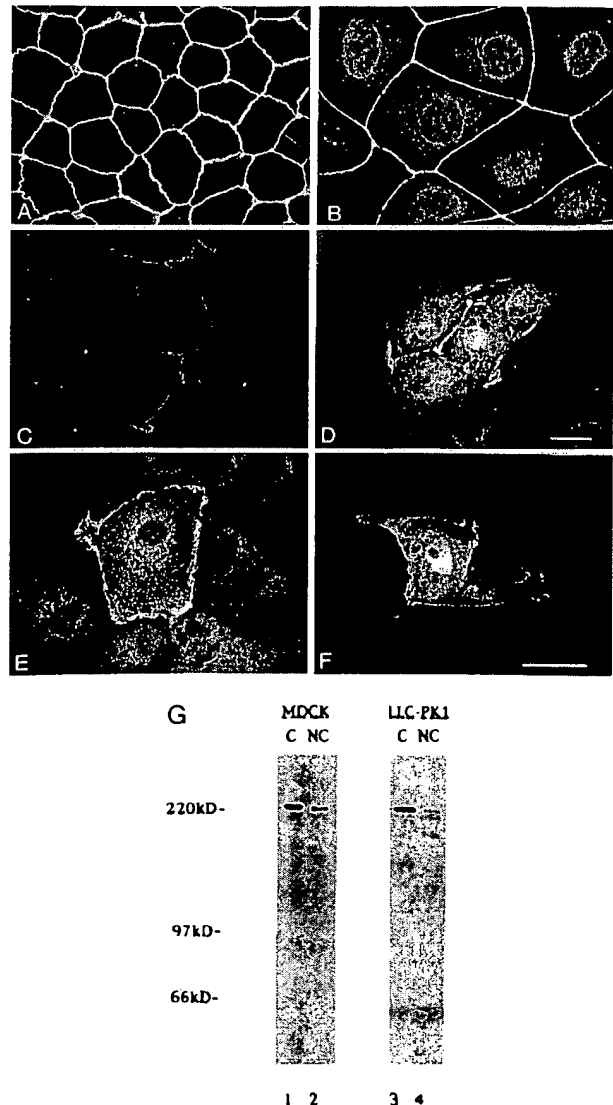 A B
C D
E F
G MDCK LLC-PK1
C NC C NC
220kD-
97kD-
66kD-
1 2 3 4